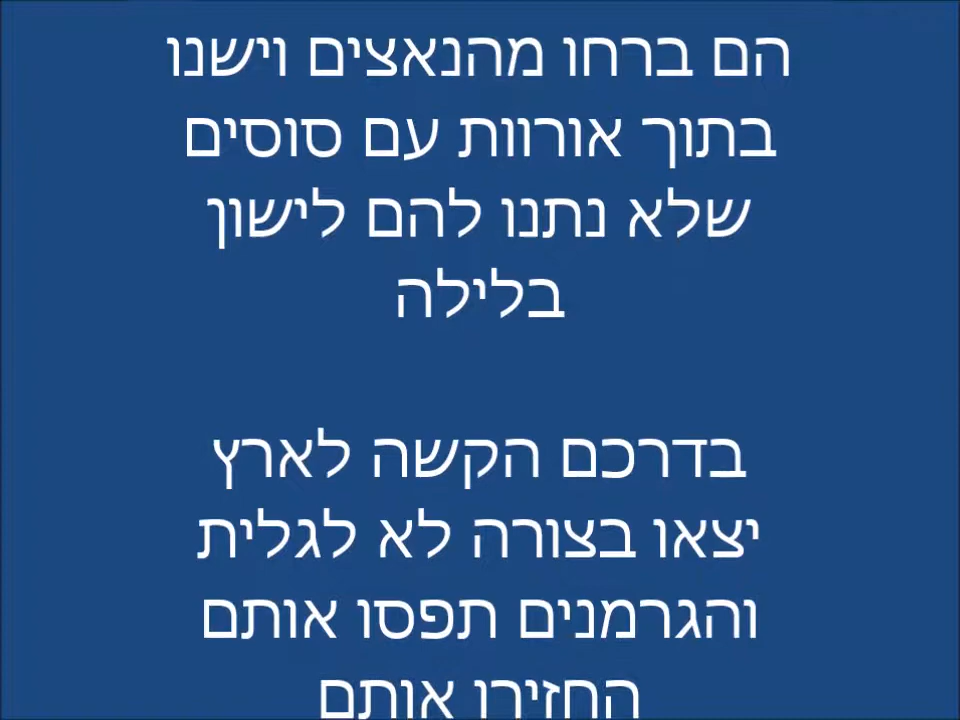 הם ברחו מהנאצים וישנו
בתוך אורוות עם סוסים
שלא נתנו להם לישון
בלילה
בדרכם הקשה לארץ
יצאו בצורה לא לגלית
והגרמנים תפסו אותם
החזירו אותם